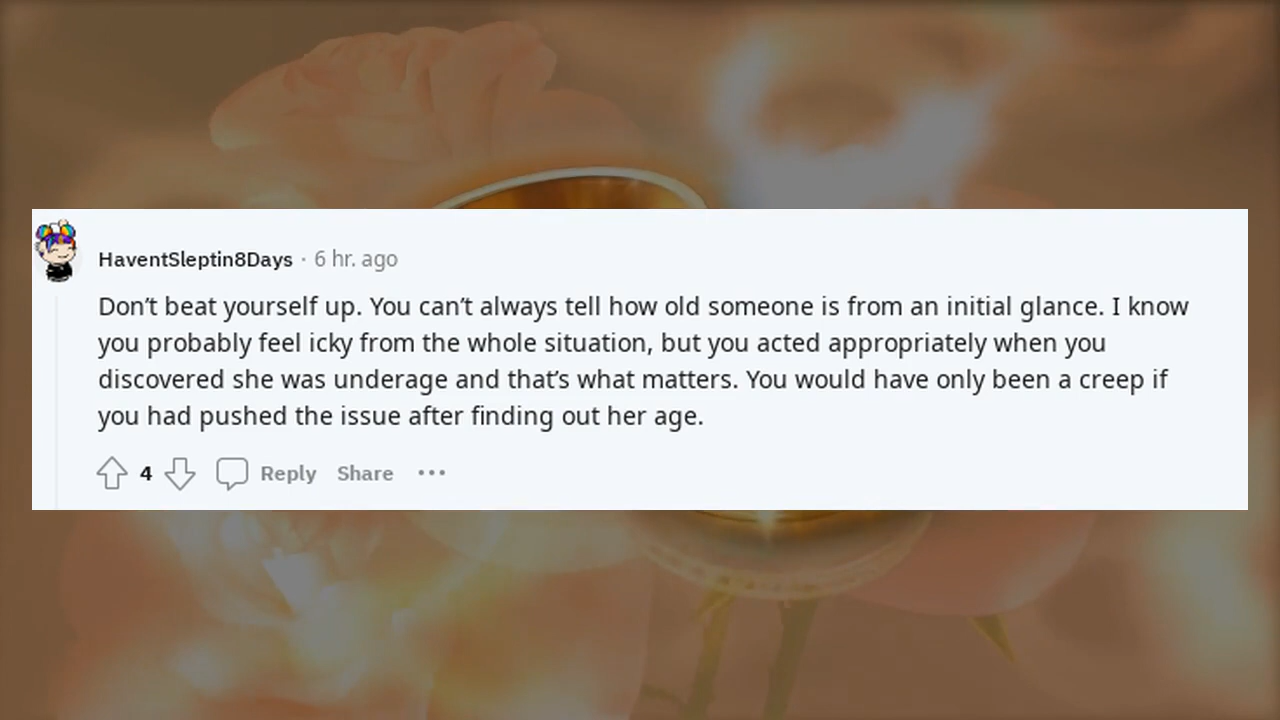 HaventSleptin8Days · 6 hr. ago
Don’t beat yourself up. You can’t always tell how old someone is from an initial glance. I know
you probably feel icky from the whole situation, but you acted appropriately when you
discovered she was underage and that’s what matters. You would have only been a creep if
you had pushed the issue after finding out her age.
4 Reply Share ···